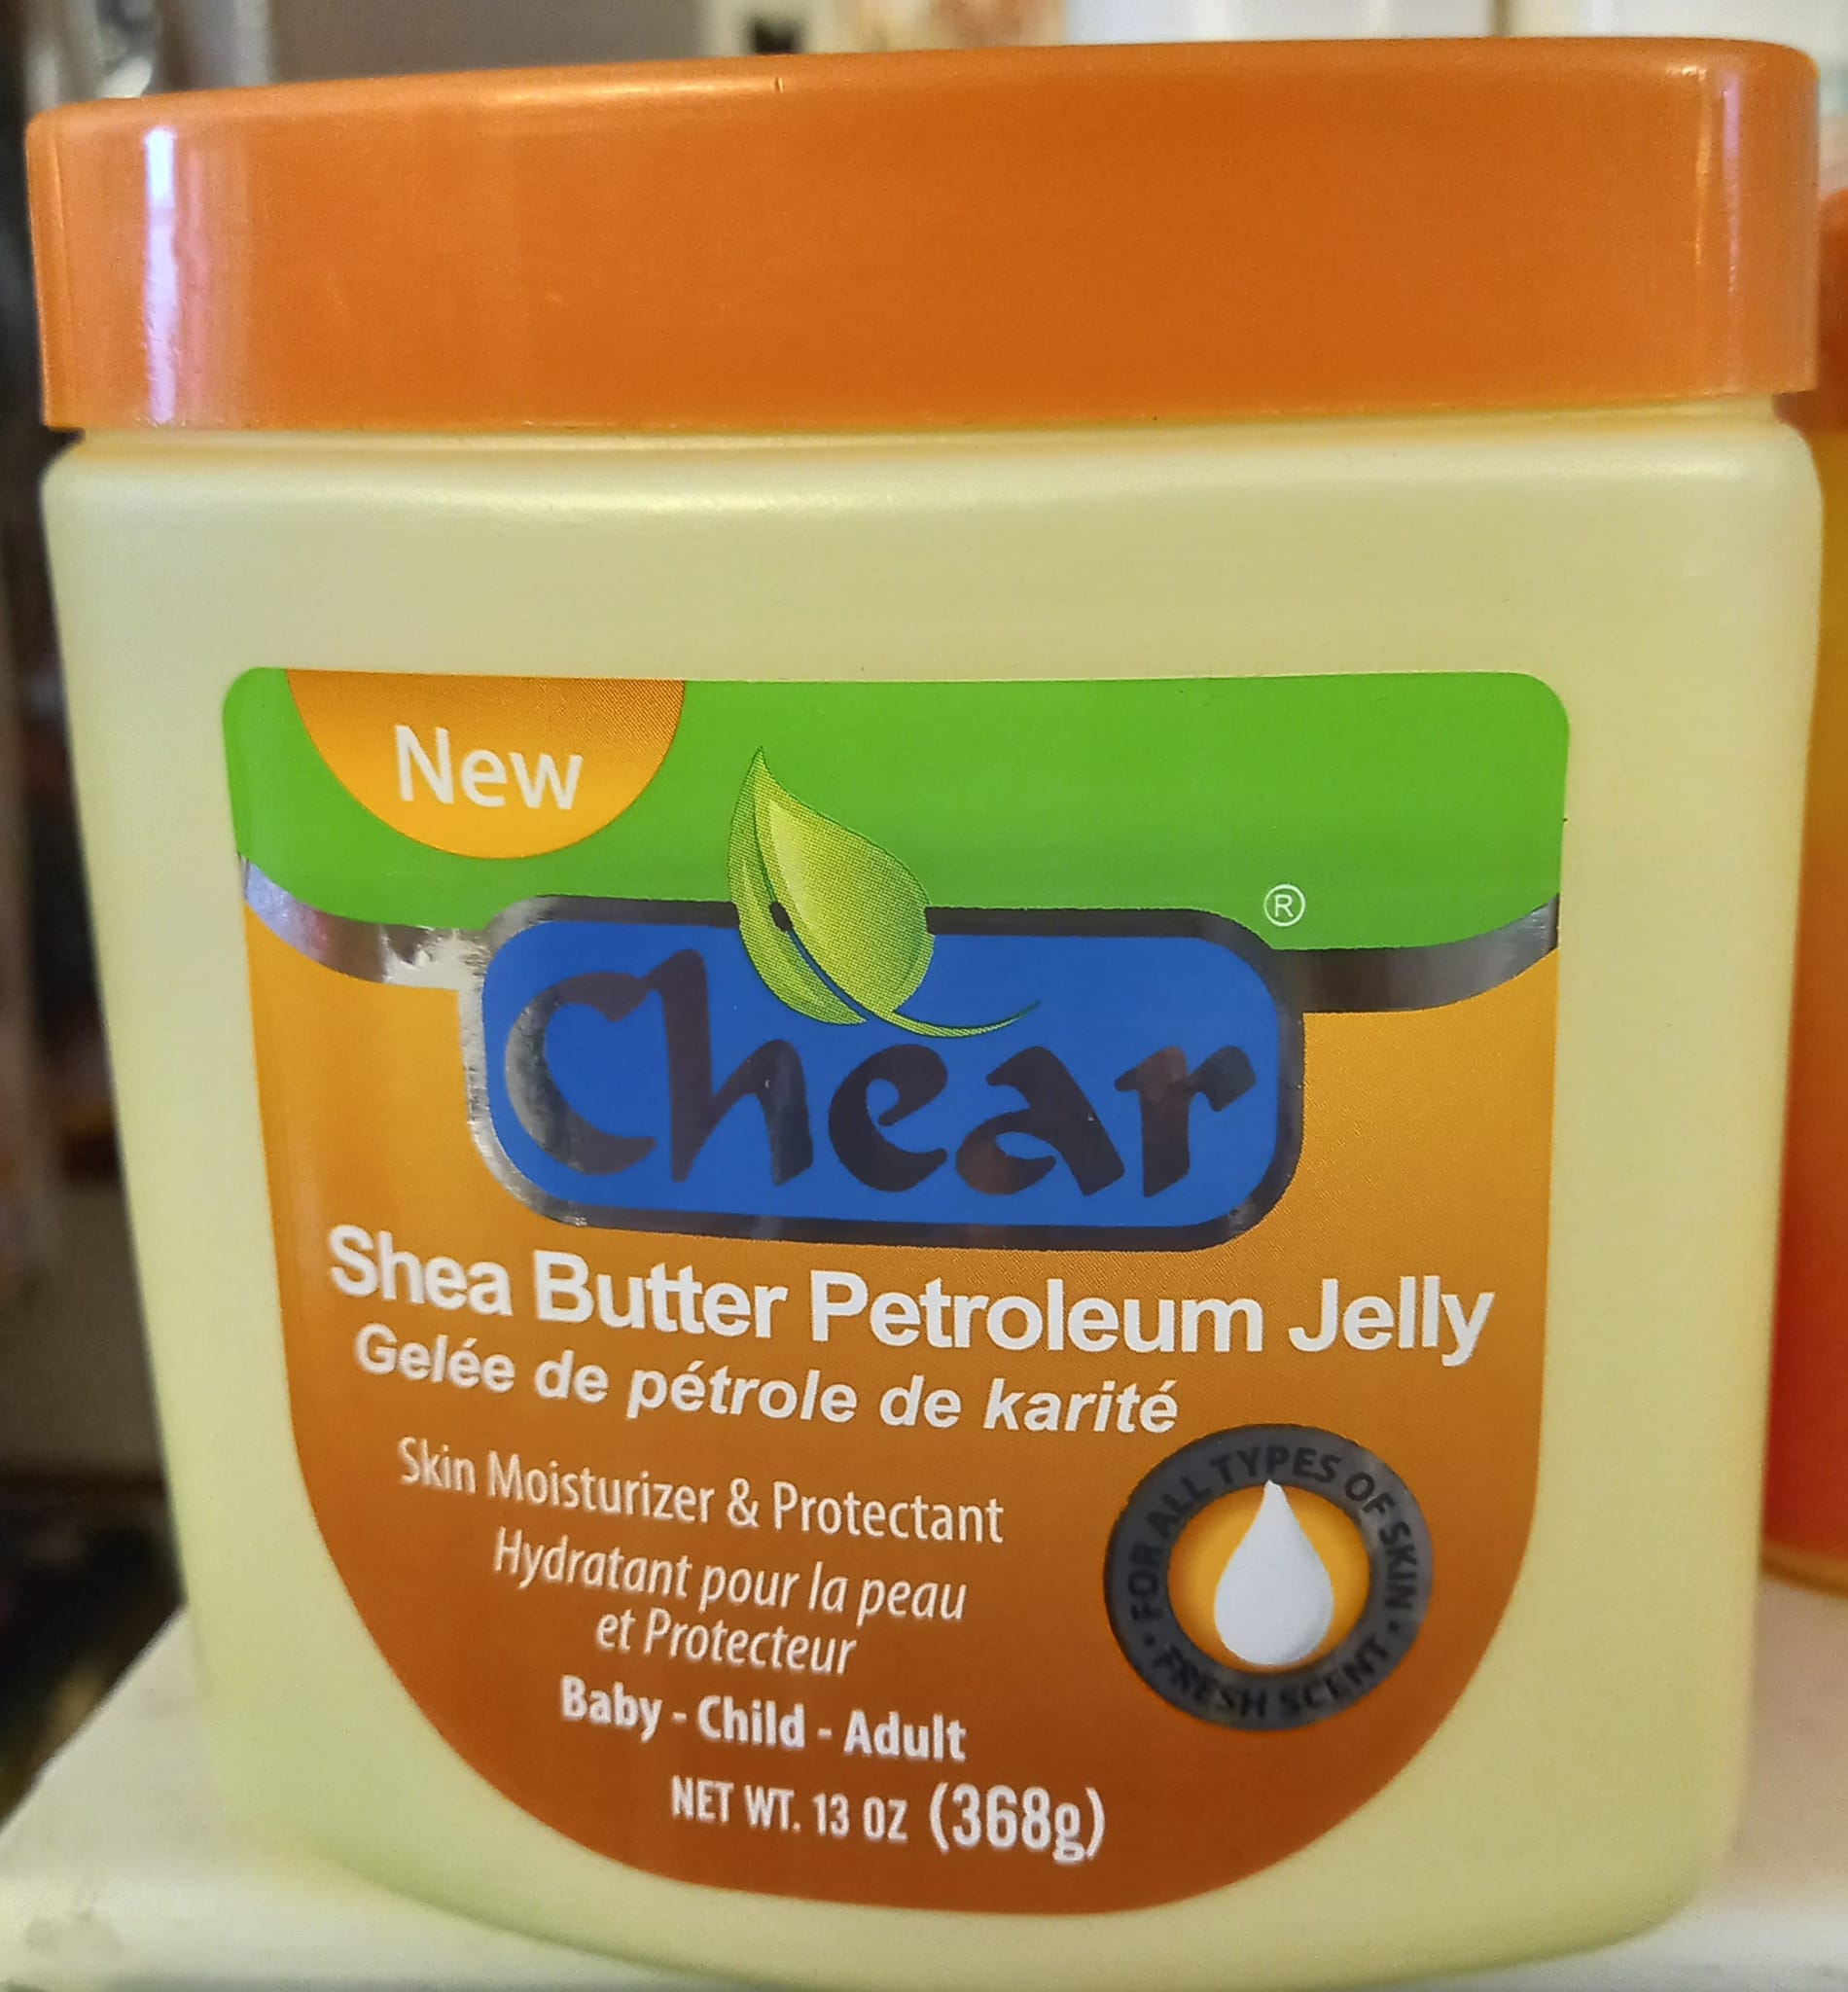 New
Chear
®
Shea Butter Petroleum Jelly
Gelée de pétrole de karité
Skin Moisturizer & Protectant
Hydratant pour la peau
et Protecteur
Baby - Child - Adult
NET WT. 13 OZ (368g)
• FOR ALL TYPES OF SKIN •
FRESH SCENT